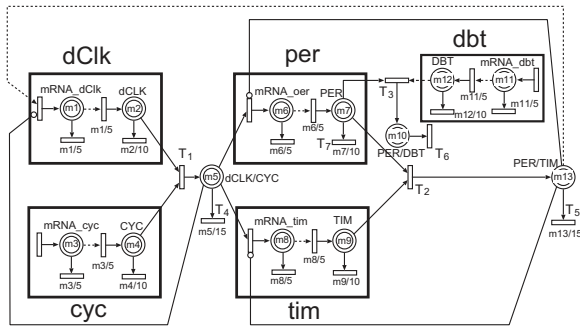 dClk
per
dbt
mRNA_dClk
dCLK
m1
m2
m1/5
m1/5
m2/10
mRNA_oer
PER
m6
m7
m6/5
m6/5
m7/10
T7
DBT
mRNA_dbt
m12
m11
m11/5
m11/5
m12/10
T3
m10
PER/DBT
T6
T1
m5
dCLK/CYC
T4
m5/15
T2
PER/TIM
m13
T5
m13/15
mRNA_cyc
CYC
m3
m4
m3/5
m3/5
m4/10
mRNA_tim
TIM
m8
m9
m8/5
m8/5
m9/10
cyc
tim